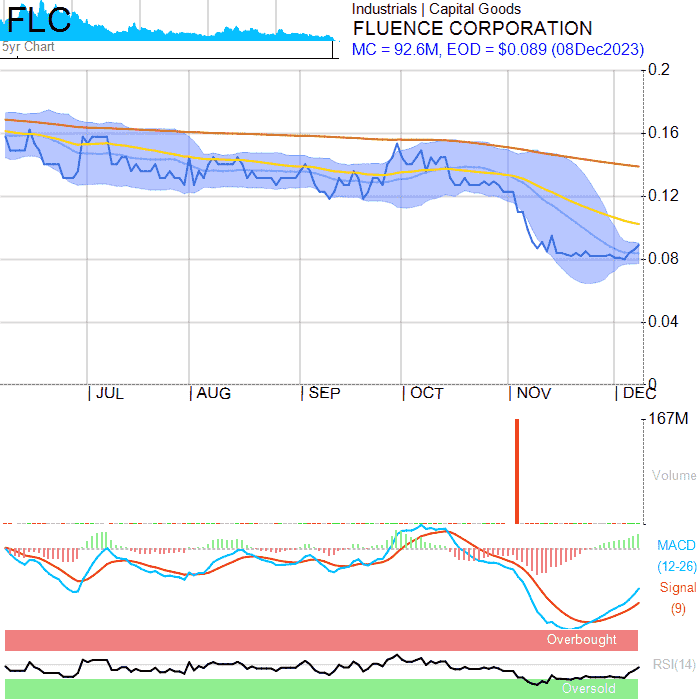 FLC
5yr Chart
Industrials | Capital Goods
FLUENCE CORPORATION
MC = 92.6M, EOD = $0.089 (08Dec2023)
0.2
0.16
0.12
0.08
0.04
0
JUL AUG SEP OCT NOV DEC
167M
Volume
MACD
(12-26)
Signal
(9)
Overbought
RSI(14)
Oversold